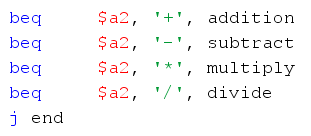 beq $a2, '+', addition
beq $a2, '-', subtract
beq $a2, '*', multiply
beq $a2, '/', divide
j end